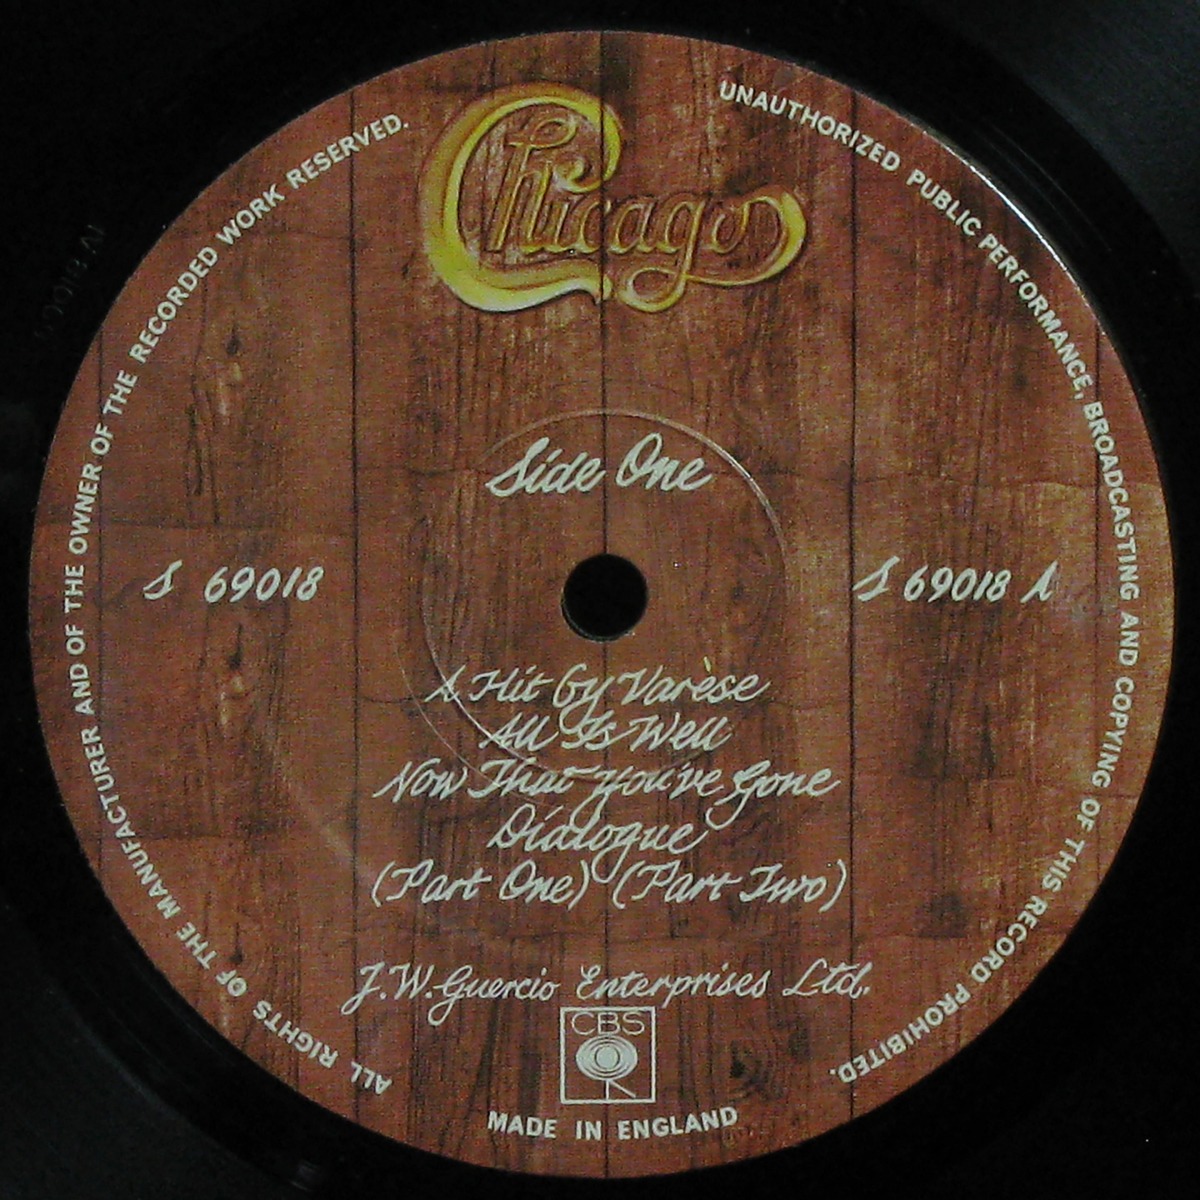 Chicago
Side One
S 69018
S 69018 A
A Hit By Varèse
All Is Well
Now That You've Gone
Dialogue
(Part One) (Part Two)
J.W. Guercio Enterprises Ltd.
CBS
MADE IN ENGLAND
ALL RIGHTS OF THE MANUFACTURER AND OF THE OWNER OF THE RECORDED WORK RESERVED.
UNAUTHORIZED PUBLIC PERFORMANCE, BROADCASTING AND COPYING OF THIS RECORD PROHIBITED.